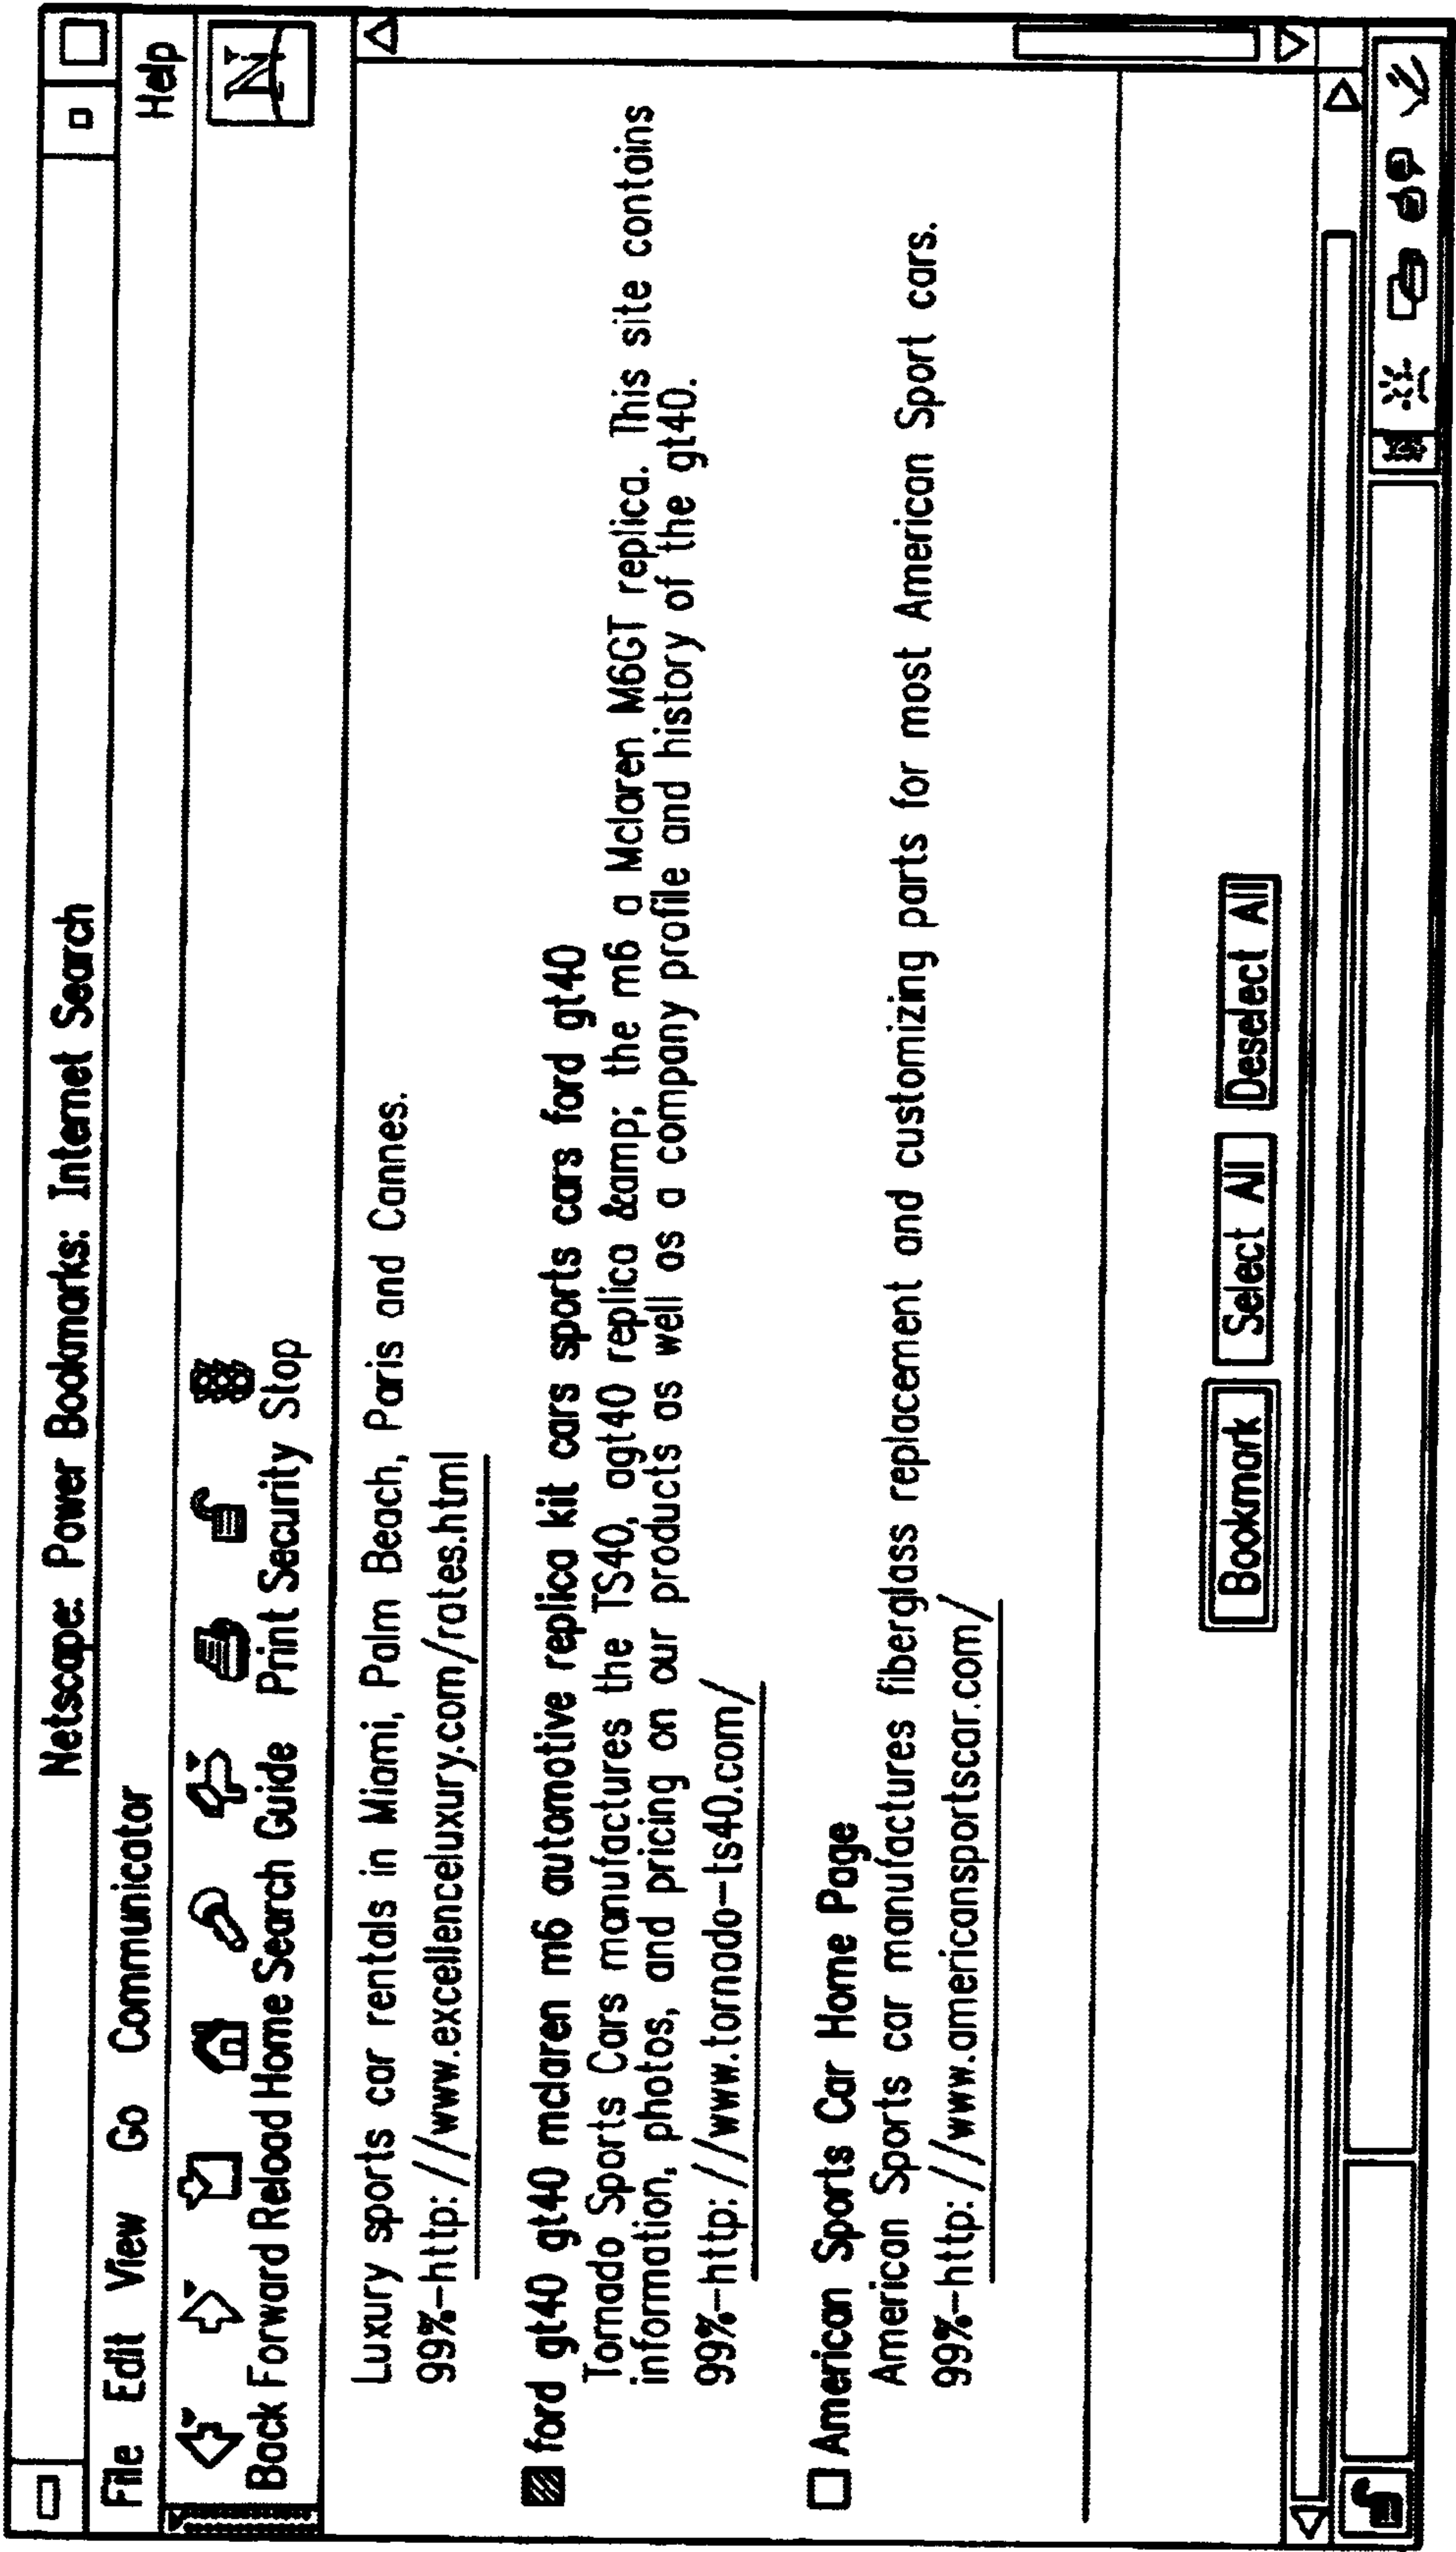 Netscape: Power Bookmarks: Internet Search
File Edit View Go Communicator Help
Back Forward Reload Home Search Guide Print Security Stop
N
Luxury sports car rentals in Miami, Palm Beach, Paris and Cannes.
99%-http://www.excellenceluxury.com/rates.html
ford gt40 gt40 mclaren m6 automotive replica kit cars sports cars ford gt40
Tornado Sports Cars manufactures the TS40, agt40 replica &amp; the m6 a Mclaren M6GT replica. This site contains
information, photos, and pricing on our products as well as a company profile and history of the gt40.
99%-http://www.tornado-ts40.com/
American Sports Car Home Page
American Sports car manufactures fiberglass replacement and customizing parts for most American Sport cars.
99%-http://www.americansportscar.com/
Bookmark Select All Deselect All